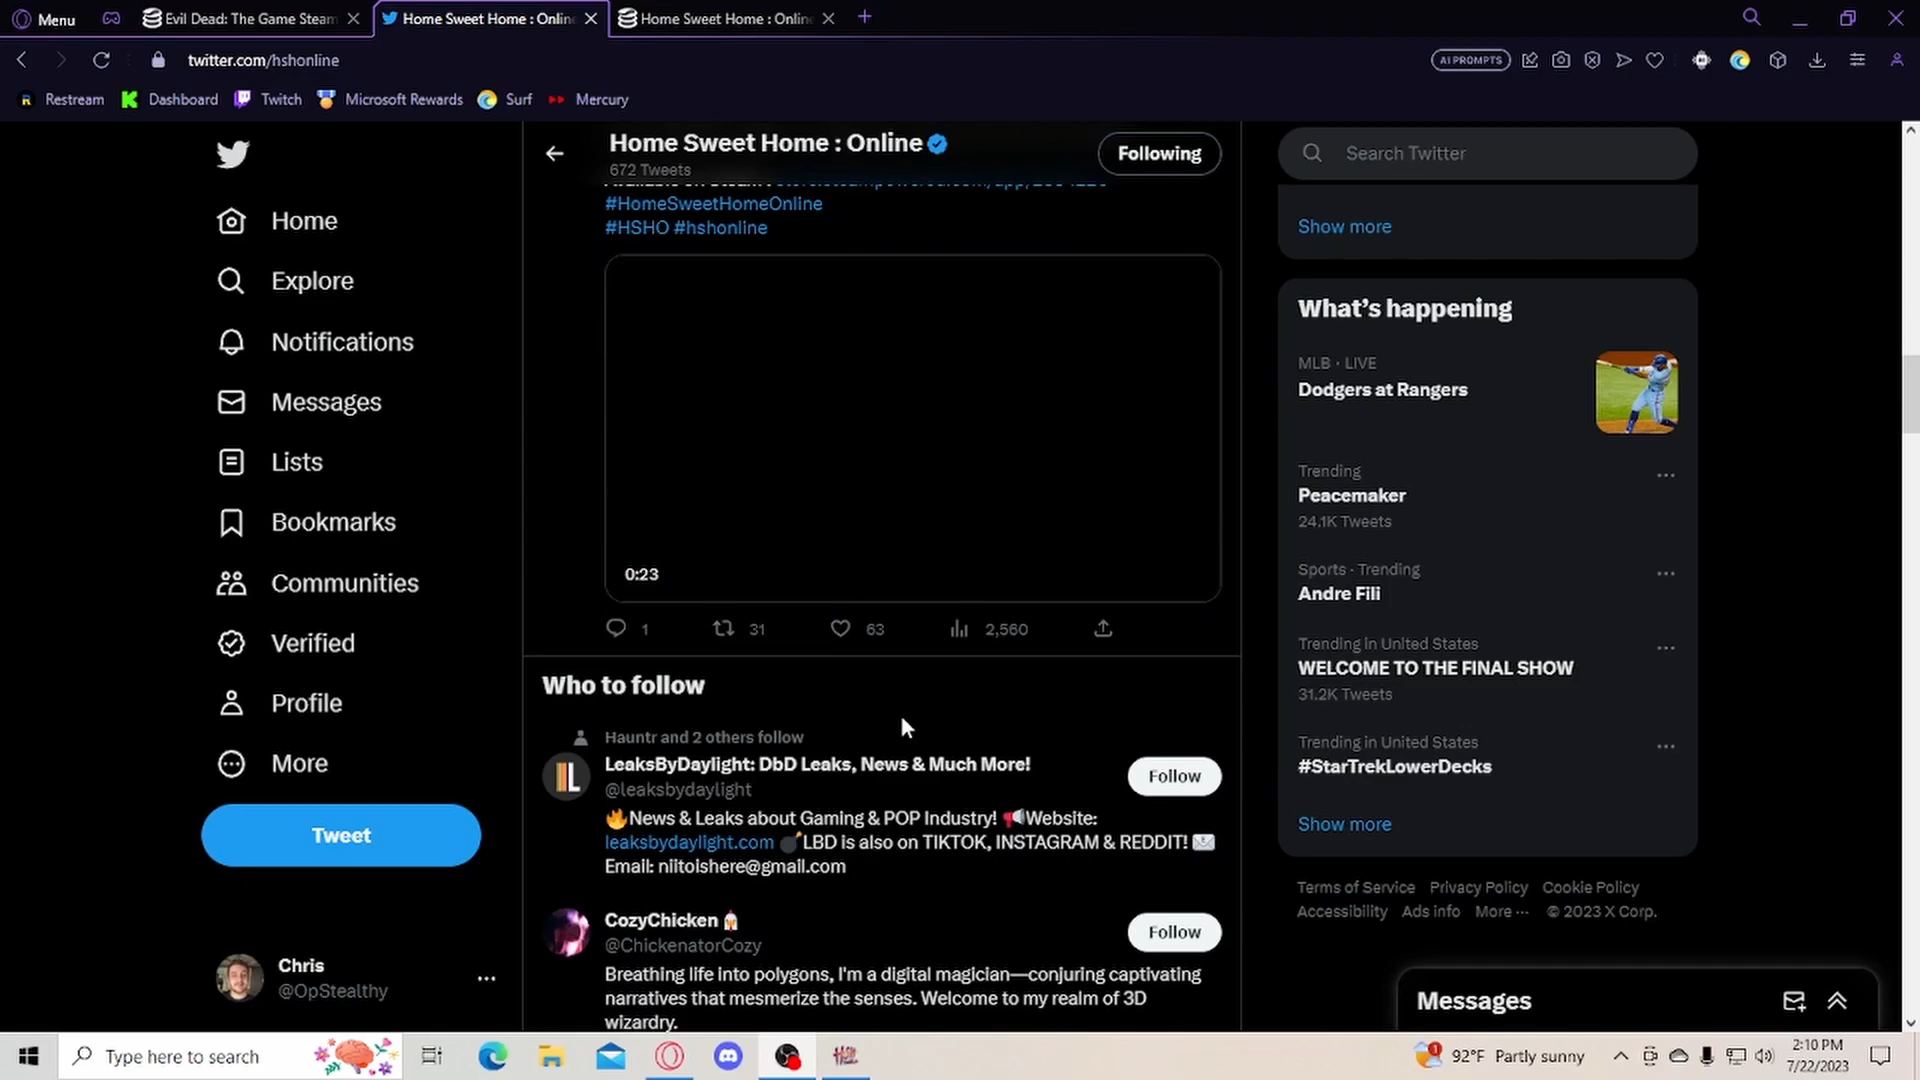 Menu
Evil Dead: The Game Steam
Home Sweet Home : Onlin
Home Sweet Home : Onlin
twitter.com/hshonline
AI PROMPTS
Restream
Dashboard
Twitch
Microsoft Rewards
Surf
Mercury
Home
Explore
Notifications
Messages
Lists
Bookmarks
Communities
Verified
Profile
More
Tweet
Chris
@OpStealthy
Home Sweet Home : Online
672 Tweets
Following
#HomeSweetHomeOnline
#HSHO #hshonline
0:23
1 31 63 2,560
Who to follow
Hauntr and 2 others follow
LeaksByDaylight: DbD Leaks, News & Much More!
@leaksbydaylight
Follow
🔥News & Leaks about Gaming & POP Industry! 📢Website:
leaksbydaylight.com 💣LBD is also on TIKTOK, INSTAGRAM & REDDIT! ✉️
Email: niitoishere@gmail.com
CozyChicken 🐔
@ChickenatorCozy
Follow
Breathing life into polygons, I'm a digital magician—conjuring captivating
narratives that mesmerize the senses. Welcome to my realm of 3D
wizardry.
Search Twitter
Show more
What's happening
MLB · LIVE
Dodgers at Rangers
Trending
Peacemaker
24.1K Tweets
Sports · Trending
Andre Fili
Trending in United States
WELCOME TO THE FINAL SHOW
31.2K Tweets
Trending in United States
#StarTrekLowerDecks
Show more
Terms of Service Privacy Policy Cookie Policy
Accessibility Ads info More ··· © 2023 X Corp.
Messages
Type here to search
92°F Partly sunny
2:10 PM
7/22/2023